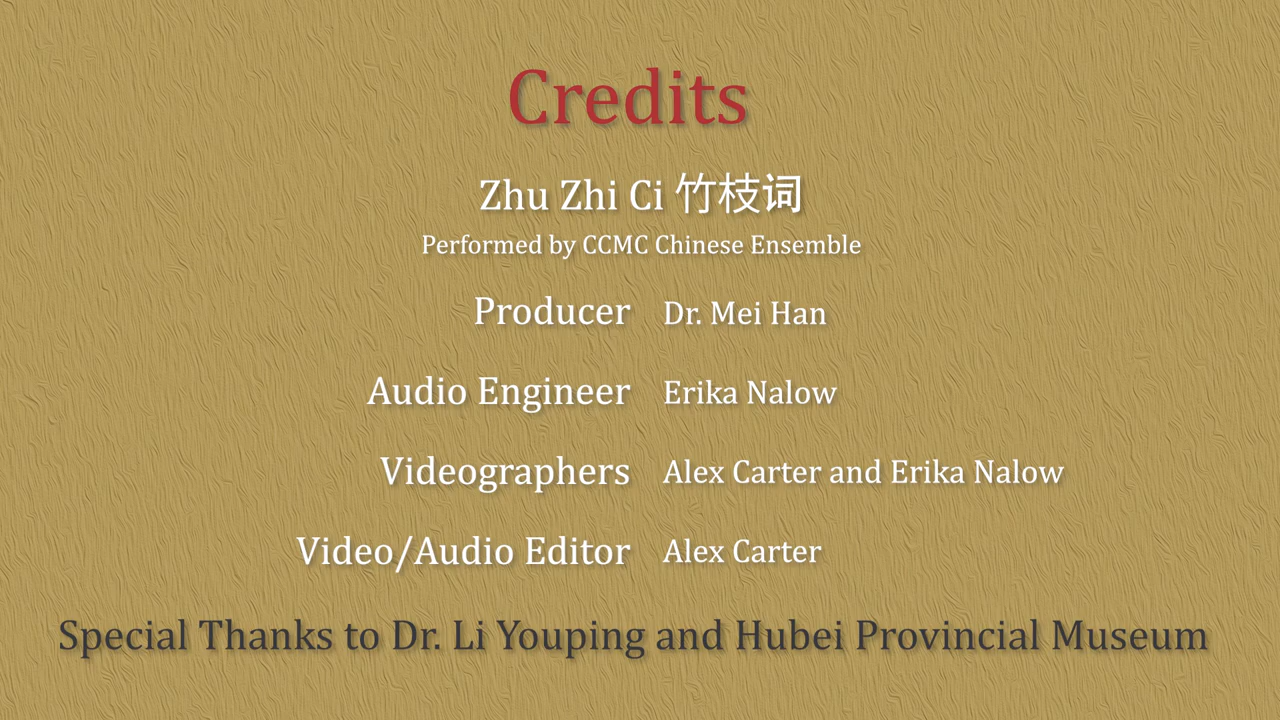 Credits
Zhu Zhi Ci 竹枝词
Performed by CCMC Chinese Ensemble
Producer Dr. Mei Han
Audio Engineer Erika Nalow
Videographers Alex Carter and Erika Nalow
Video/Audio Editor Alex Carter
Special Thanks to Dr. Li Youping and Hubei Provincial Museum